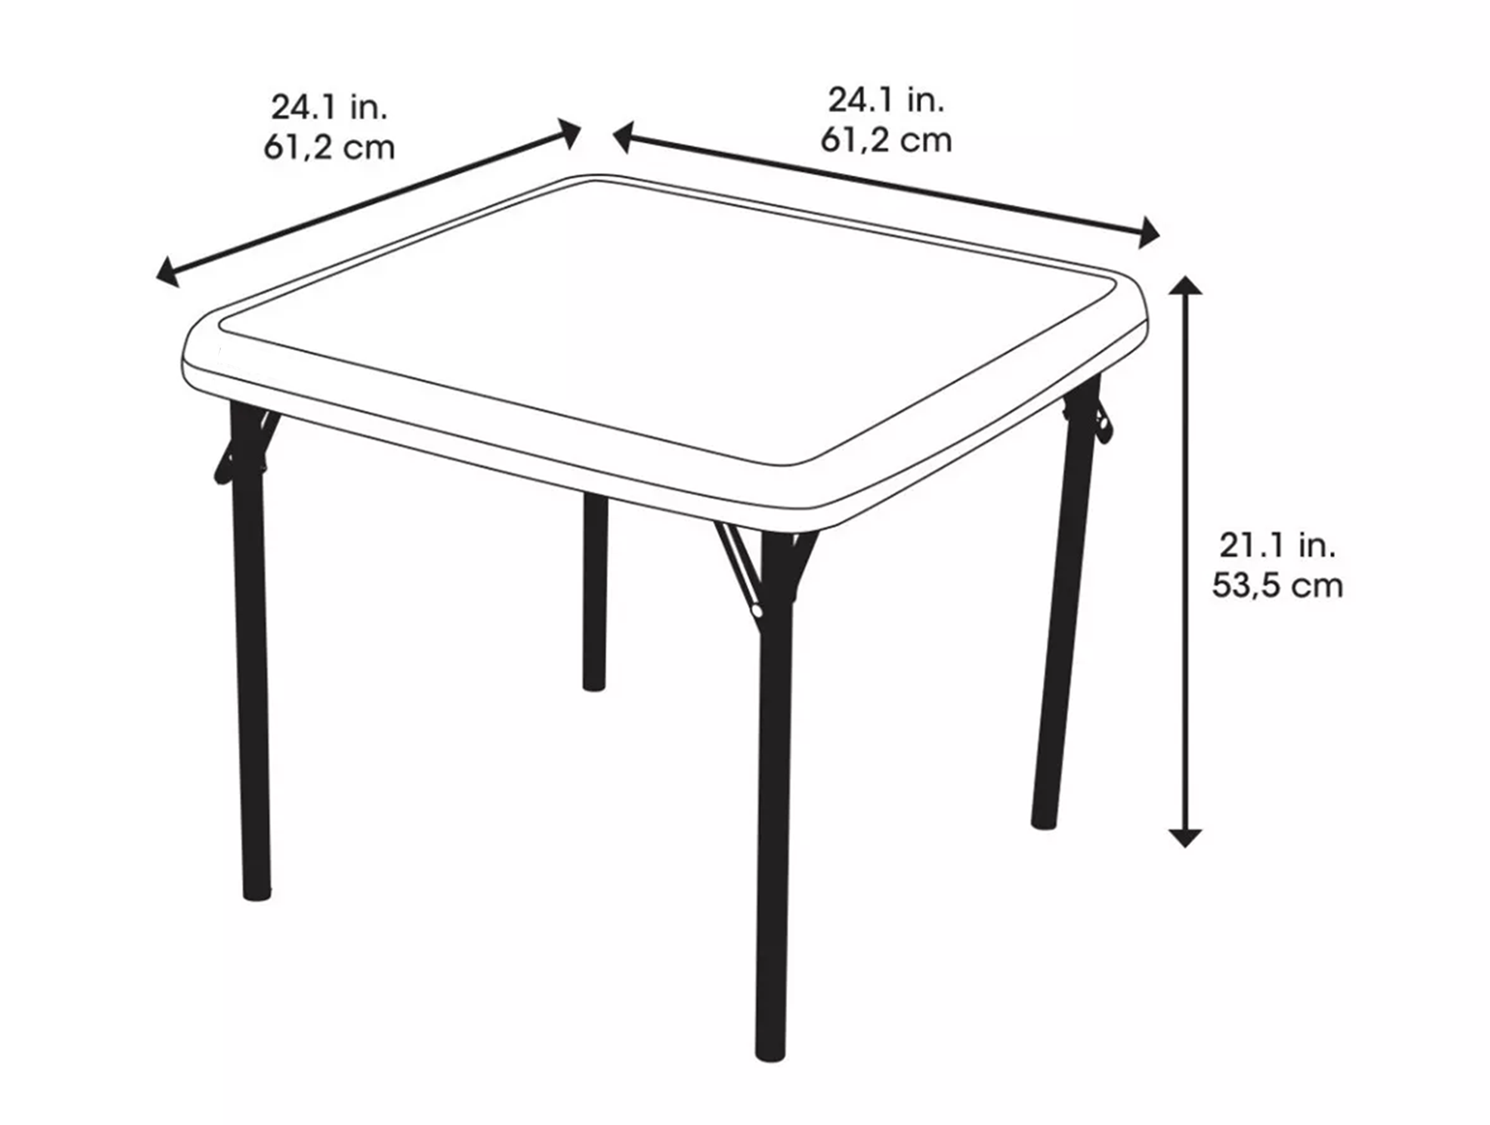 24.1 in.
61,2 cm
24.1 in.
61,2 cm
21.1 in.
53,5 cm